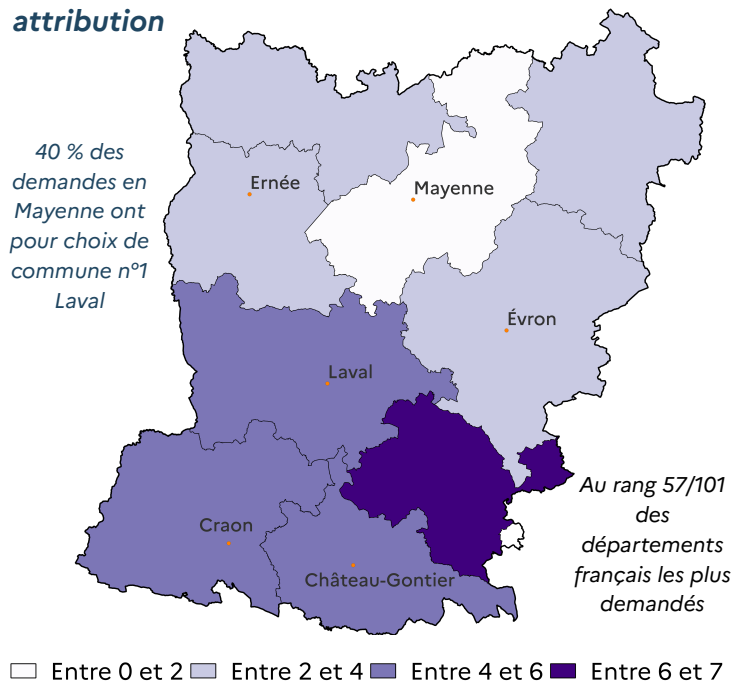 attribution
40 % des
demandes en
Mayenne ont
pour choix de
commune n°1
Laval
Ernée
Mayenne
Évron
Laval
Craon
Château-Gontier
Au rang 57/101
des
départements
français les plus
demandés
Entre 0 et 2 Entre 2 et 4 Entre 4 et 6 Entre 6 et 7